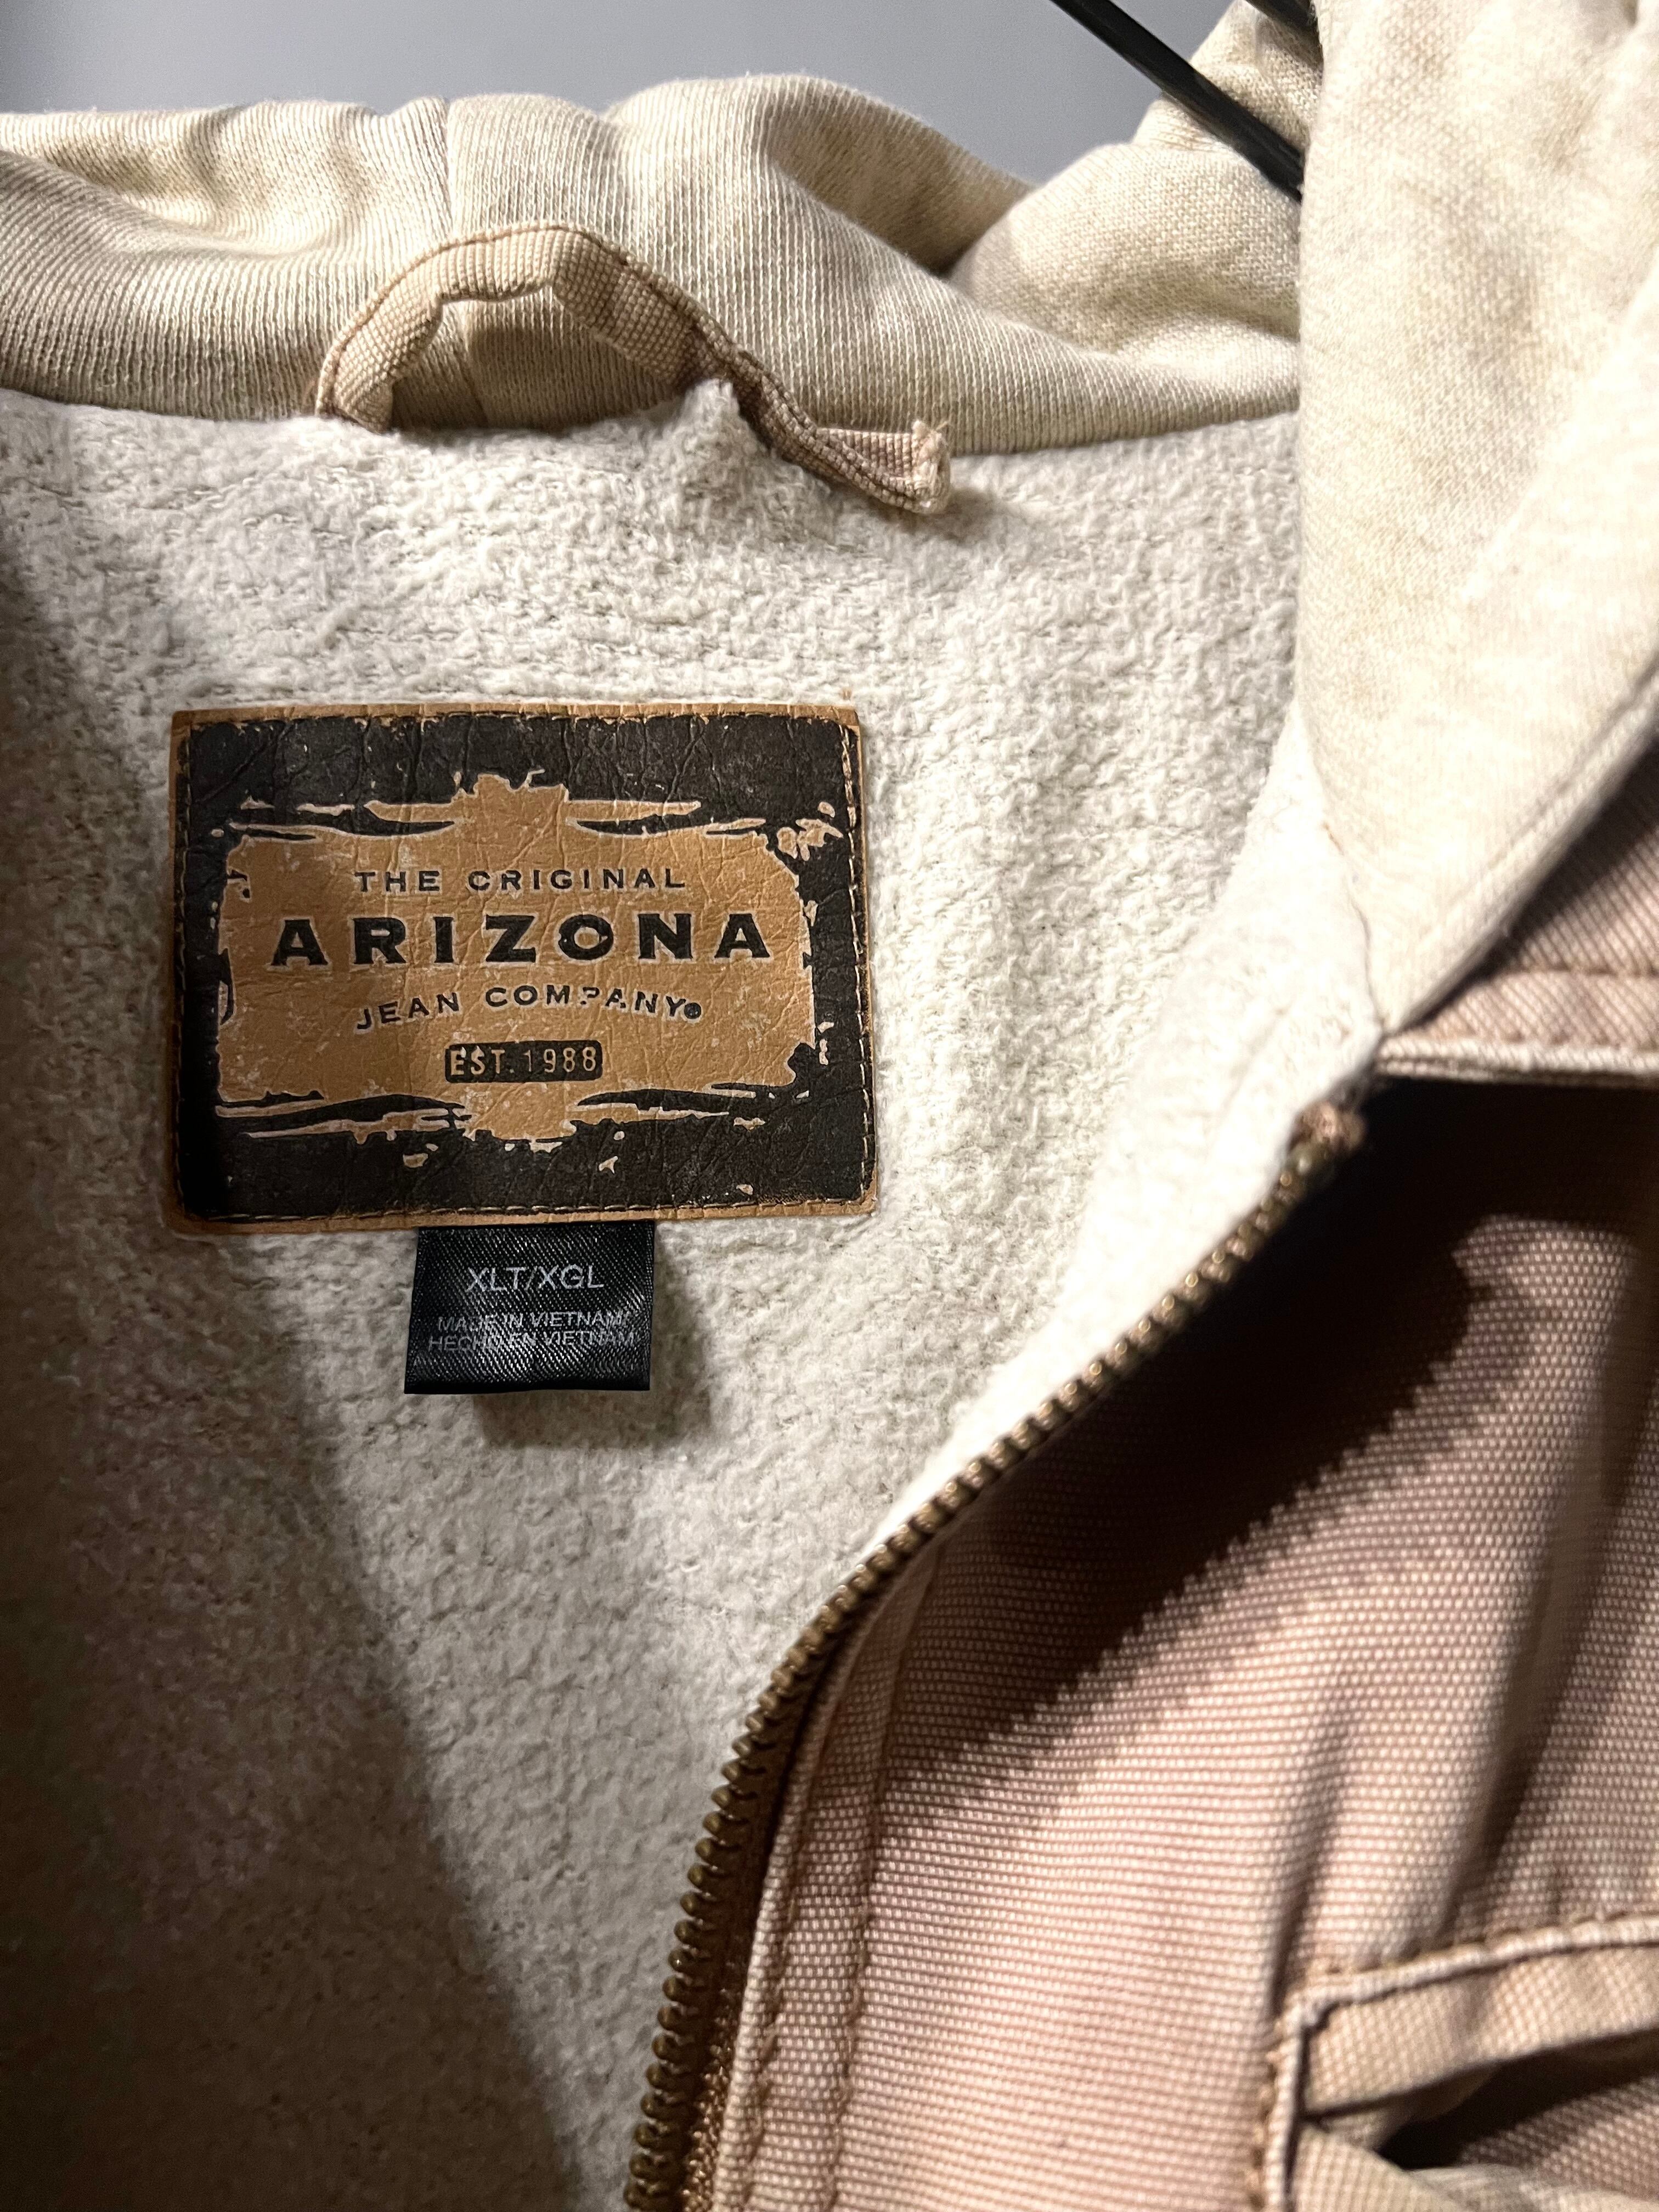 THE ORIGINAL
ARIZONA
JEAN COMPANY®
EST. 1988
XLT/XGL
MADE IN VIETNAM
HECHO EN VIETNAM